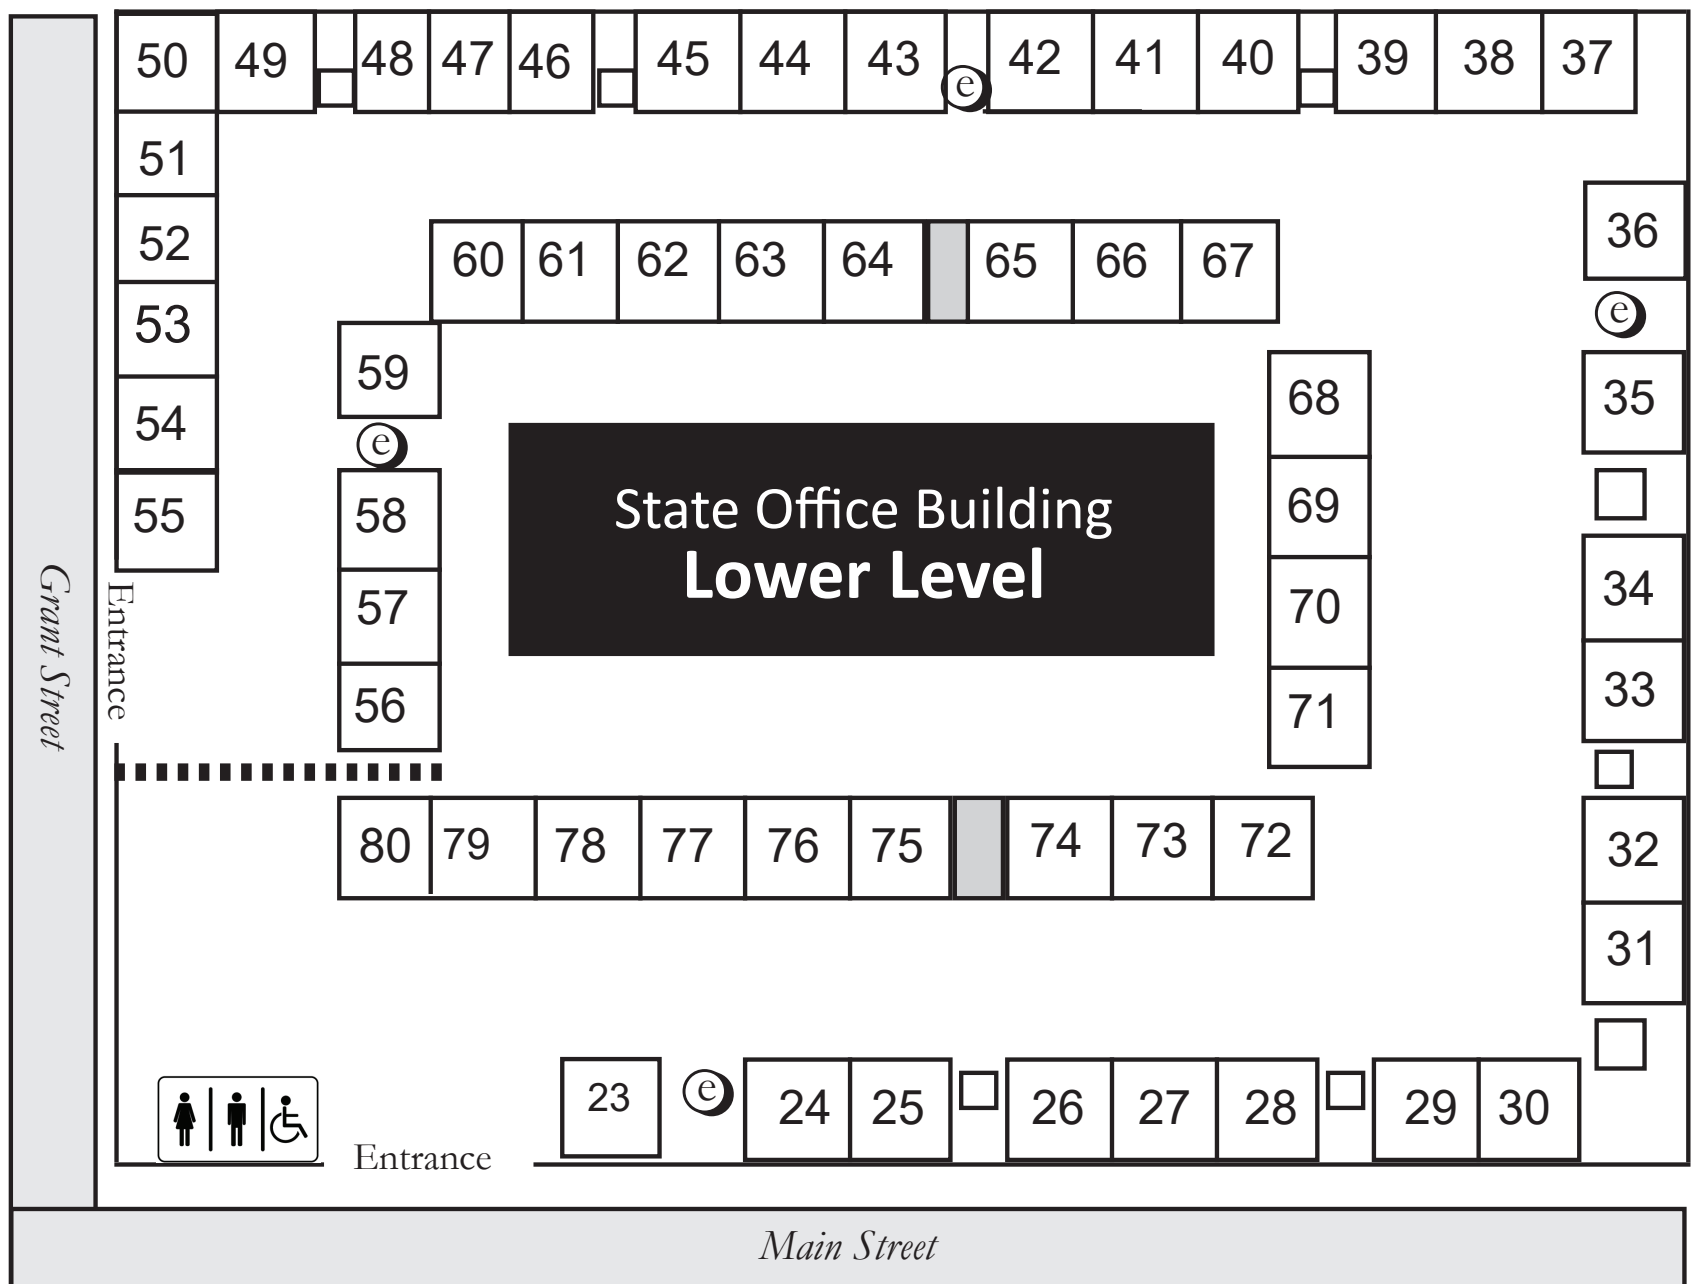 50 49 48 47 46 45 44 43 e 42 41 40 39 38 37
51
52
53
54
55
60 61 62 63 64 65 66 67
36
e
35
34
33
32
31
59
e
58
57
56
68
69
70
71
State Office Building
Lower Level
Grant Street
Entrance
80 79 78 77 76 75 74 73 72
23 e 24 25 26 27 28 29 30
Entrance
Main Street